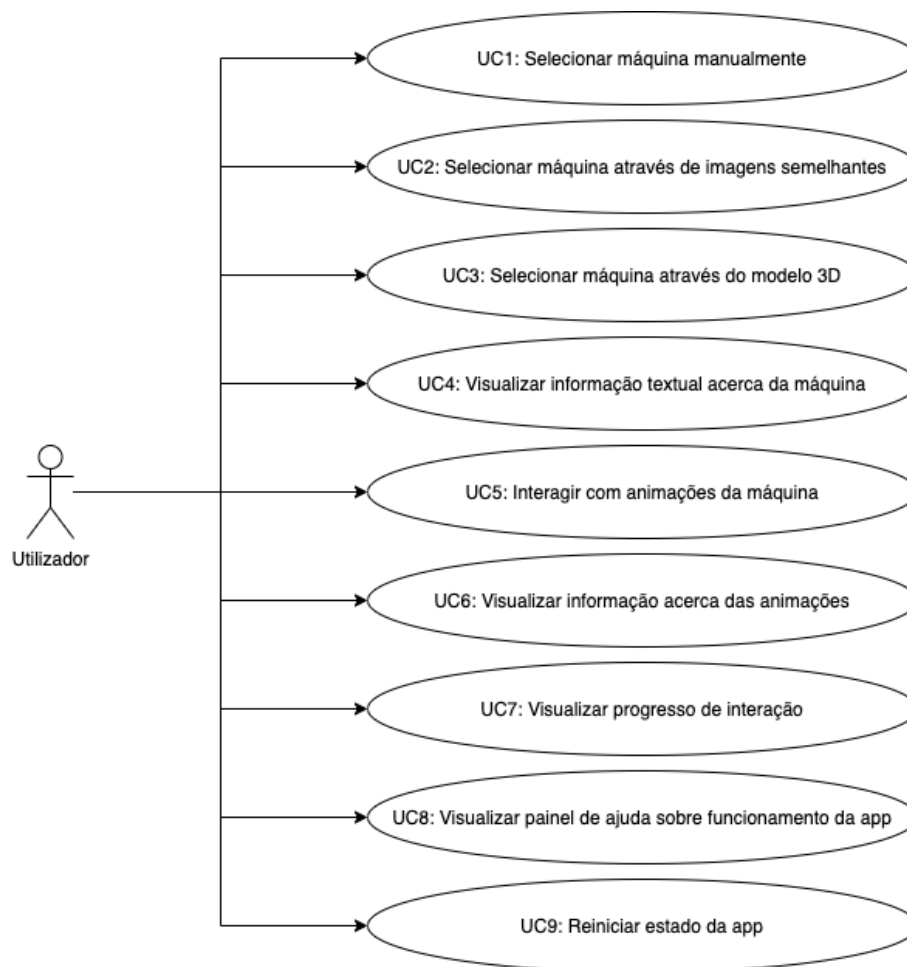 UC1: Selecionar máquina manualmente
UC2: Selecionar máquina através de imagens semelhantes
UC3: Selecionar máquina através do modelo 3D
UC4: Visualizar informação textual acerca da máquina
UC5: Interagir com animações da máquina
Utilizador
UC6: Visualizar informação acerca das animações
UC7: Visualizar progresso de interação
UC8: Visualizar painel de ajuda sobre funcionamento da app
UC9: Reiniciar estado da app